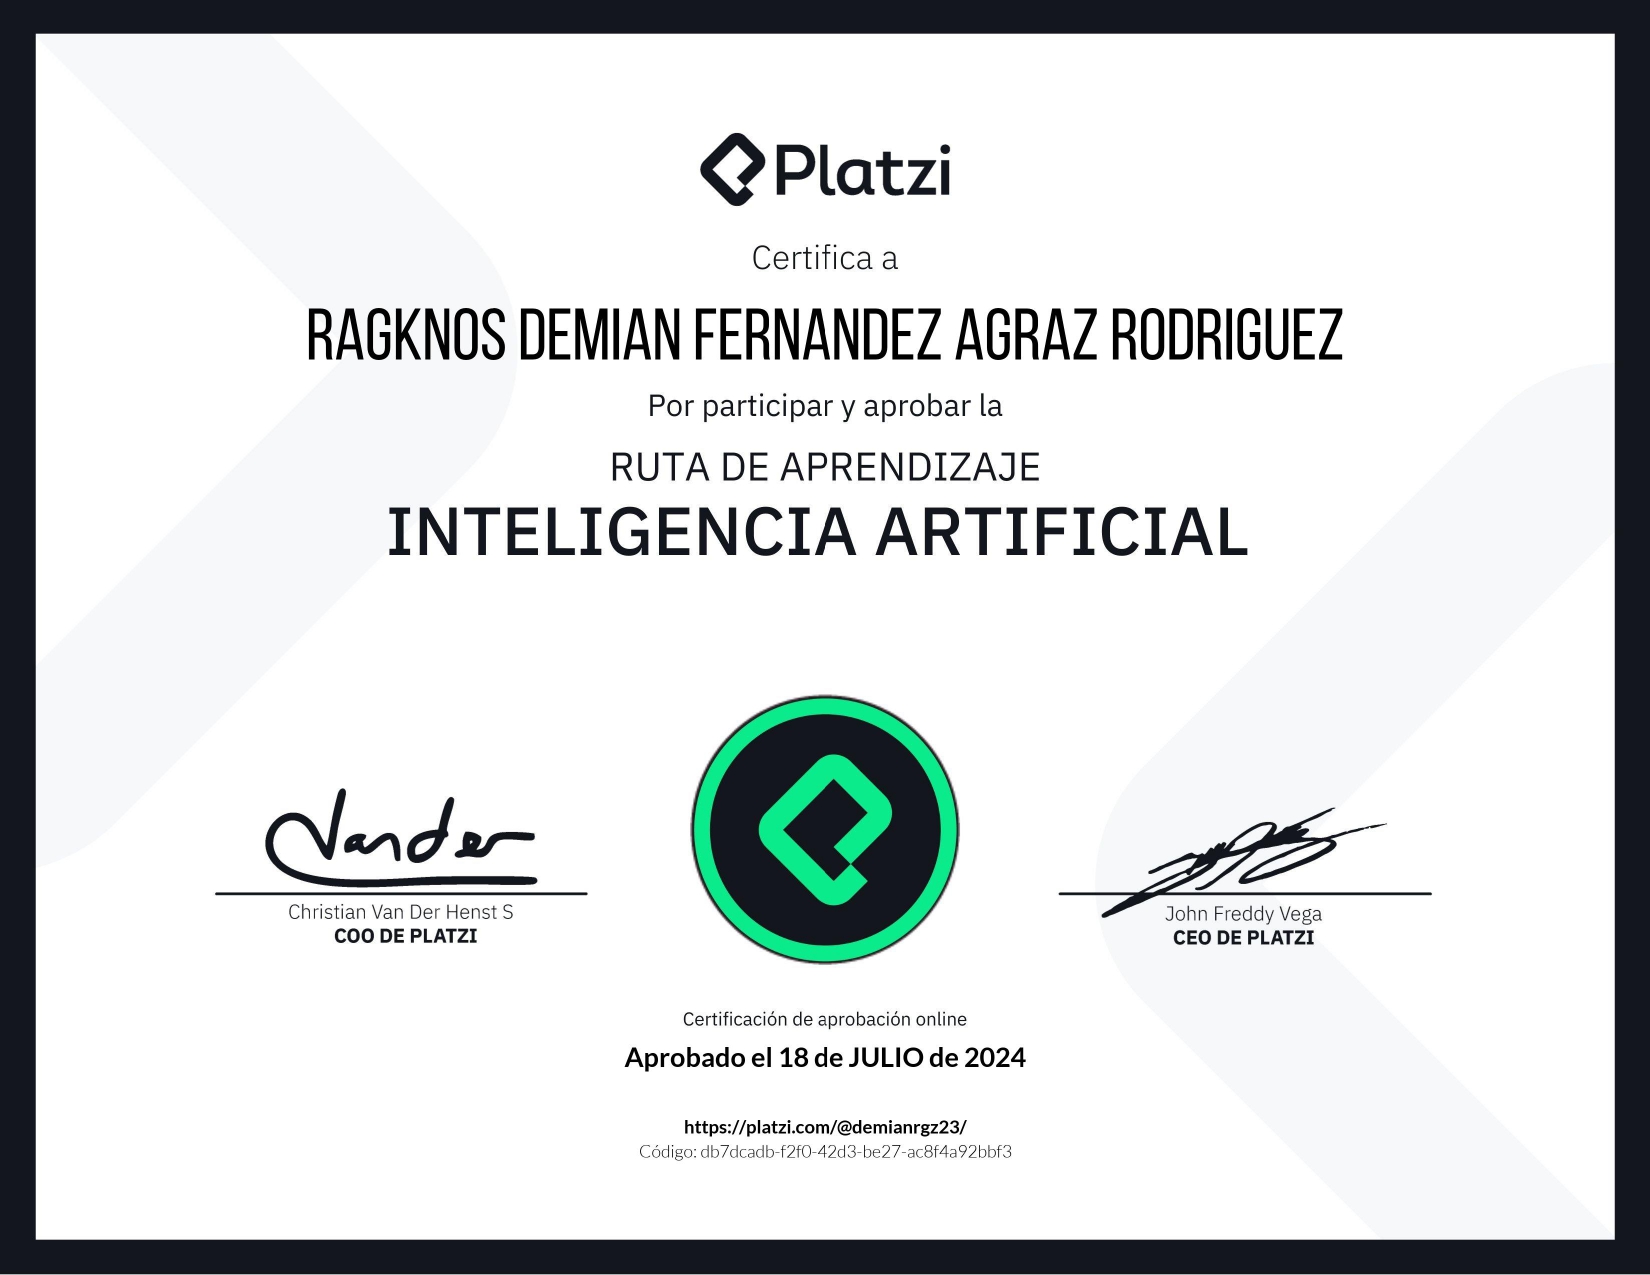 Platzi
Certifica a
RAGKNOS DEMIAN FERNANDEZ AGRAZ RODRIGUEZ
Por participar y aprobar la
RUTA DE APRENDIZAJE
INTELIGENCIA ARTIFICIAL
Vander
Christian Van Der Henst S
COO DE PLATZI
John Freddy Vega
CEO DE PLATZI
Certificación de aprobación online
Aprobado el 18 de JULIO de 2024
https://platzi.com/@demianrgz23/
Código: db7dcadb-f2f0-42d3-be27-ac8f4a92bbf3